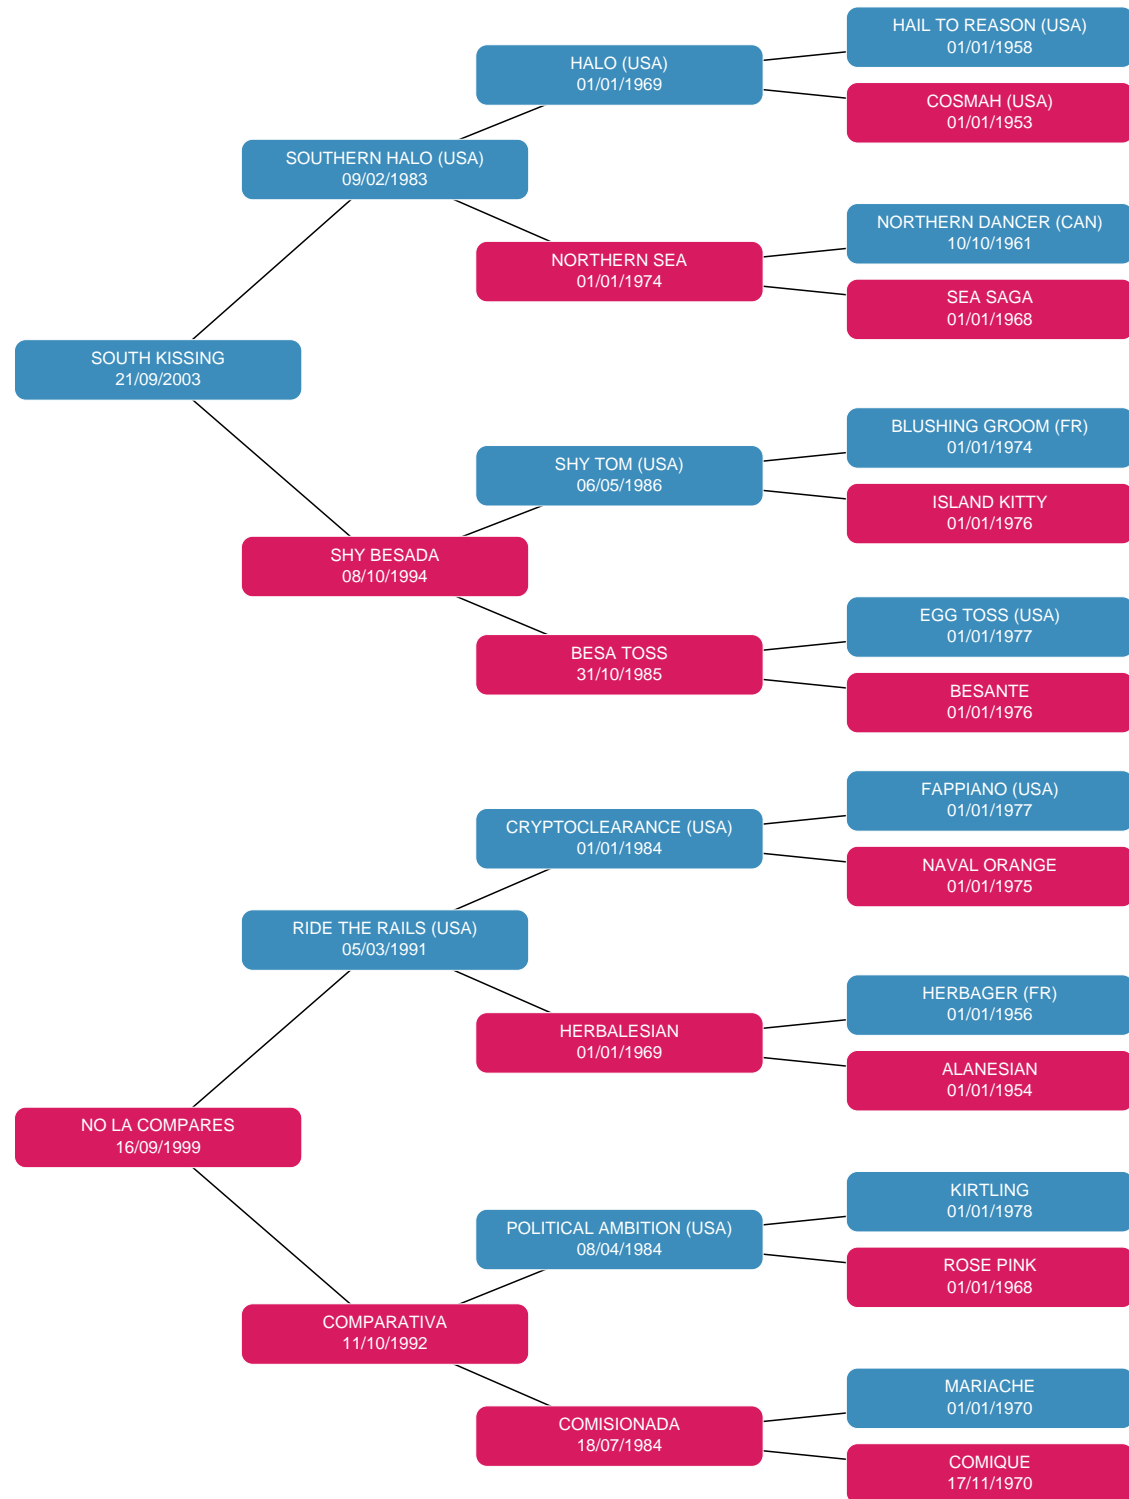 HAIL TO REASON (USA)
01/01/1958
HALO (USA)
01/01/1969
COSMAH (USA)
01/01/1953
SOUTHERN HALO (USA)
09/02/1983
NORTHERN DANCER (CAN)
10/10/1961
NORTHERN SEA
01/01/1974
SEA SAGA
01/01/1968
SOUTH KISSING
21/09/2003
BLUSHING GROOM (FR)
01/01/1974
SHY TOM (USA)
06/05/1986
ISLAND KITTY
01/01/1976
SHY BESADA
08/10/1994
EGG TOSS (USA)
01/01/1977
BESA TOSS
31/10/1985
BESANTE
01/01/1976
FAPPIANO (USA)
01/01/1977
CRYPTOCLEARANCE (USA)
01/01/1984
NAVAL ORANGE
01/01/1975
RIDE THE RAILS (USA)
05/03/1991
HERBAGER (FR)
01/01/1956
HERBALESIAN
01/01/1969
ALANESIAN
01/01/1954
NO LA COMPARES
16/09/1999
KIRTLING
01/01/1978
POLITICAL AMBITION (USA)
08/04/1984
ROSE PINK
01/01/1968
COMPARATIVA
11/10/1992
MARIACHE
01/01/1970
COMISIONADA
18/07/1984
COMIQUE
17/11/1970